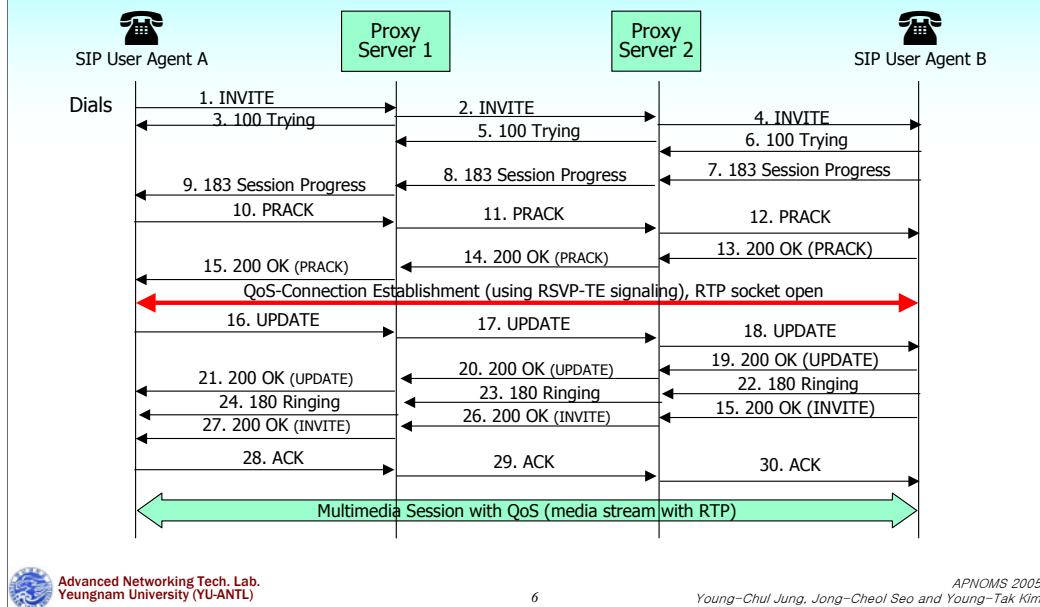 Proxy
Server 1
Proxy
Server 2
SIP User Agent A
SIP User Agent B
Dials
1. INVITE
2. INVITE
3. 100 Trying
4. INVITE
5. 100 Trying
6. 100 Trying
7. 183 Session Progress
8. 183 Session Progress
9. 183 Session Progress
10. PRACK
11. PRACK
12. PRACK
13. 200 OK (PRACK)
14. 200 OK (PRACK)
15. 200 OK (PRACK)
QoS-Connection Establishment (using RSVP-TE signaling), RTP socket open
16. UPDATE
17. UPDATE
18. UPDATE
19. 200 OK (UPDATE)
20. 200 OK (UPDATE)
21. 200 OK (UPDATE)
22. 180 Ringing
23. 180 Ringing
24. 180 Ringing
15. 200 OK (INVITE)
26. 200 OK (INVITE)
27. 200 OK (INVITE)
28. ACK
29. ACK
30. ACK
Multimedia Session with QoS (media stream with RTP)
Advanced Networking Tech. Lab.
Yeungnam University (YU-ANTL)
6
APNOMS 2005
Young-Chul Jung, Jong-Cheol Seo and Young-Tak Kim